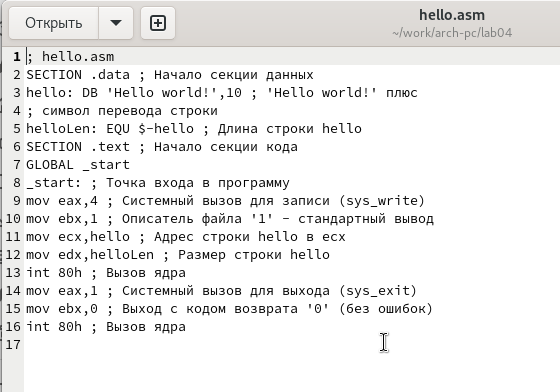 Открыть
hello.asm
~/work/arch-pc/lab04
1 ; hello.asm
2 SECTION .data ; Начало секции данных
3 hello: DB 'Hello world!',10 ; 'Hello world!' плюс
4 ; символ перевода строки
5 helloLen: EQU $-hello ; Длина строки hello
6 SECTION .text ; Начало секции кода
7 GLOBAL _start
8 _start: ; Точка входа в программу
9 mov eax,4 ; Системный вызов для записи (sys_write)
10 mov ebx,1 ; Описатель файла '1' - стандартный вывод
11 mov ecx,hello ; Адрес строки hello в ecx
12 mov edx,helloLen ; Размер строки hello
13 int 80h ; Вызов ядра
14 mov eax,1 ; Системный вызов для выхода (sys_exit)
15 mov ebx,0 ; Выход с кодом возврата '0' (без ошибок)
16 int 80h ; Вызов ядра
17